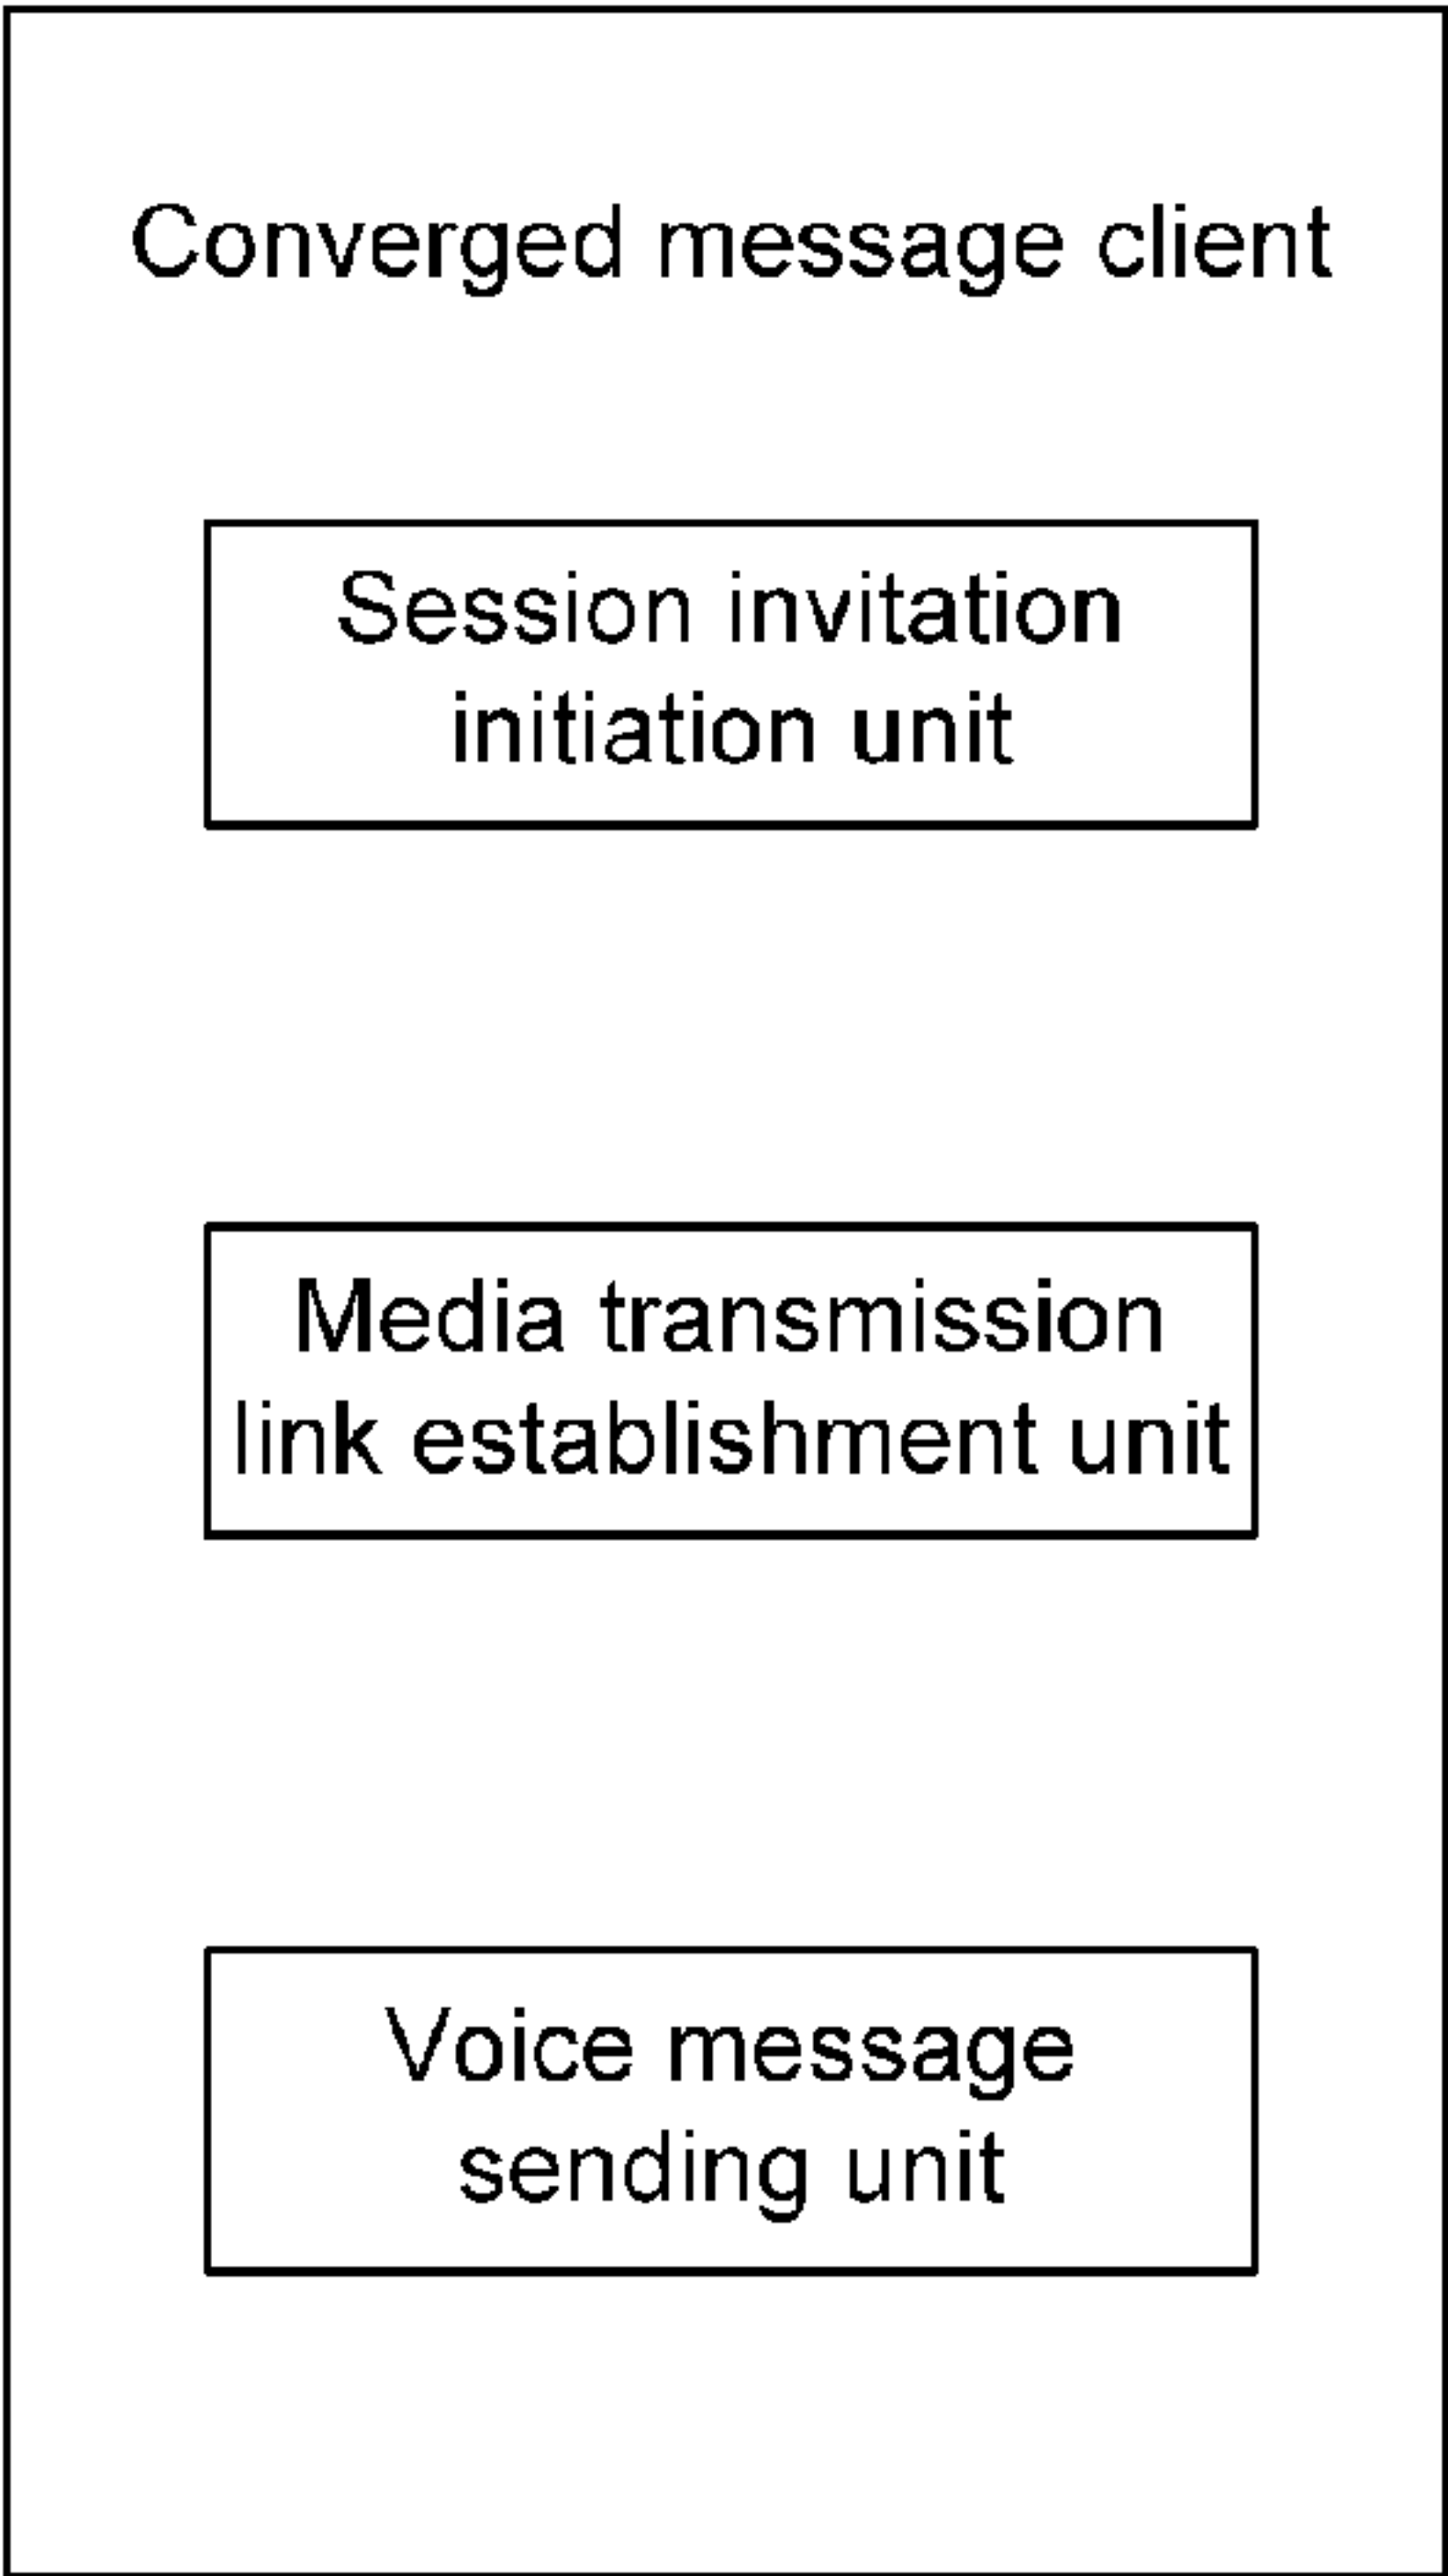 Converged message client
Session invitation
initiation unit
Media transmission
link establishment unit
Voice message
sending unit